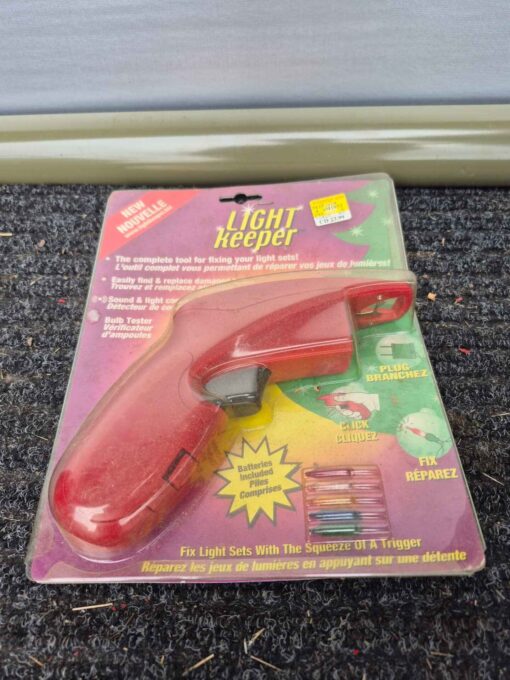 NEW
NOUVELLE
LIGHT
Keeper
The complete tool for fixing your light sets!
L'outil complet vous permettant de réparer vos jeux de lumières!
Easily find & replace
Trouvez et remplacez
Sound & light
Détecteur de
Bulb Tester
Vérificateur
d'ampoules
PLUG
BRANCHEZ
CLICK
CLIQUEZ
FIX
RÉPAREZ
Batteries
Included
Piles
Comprises
Fix Light Sets With The Squeeze Of A Trigger
Réparez les jeux de lumières en appuyant sur une détente